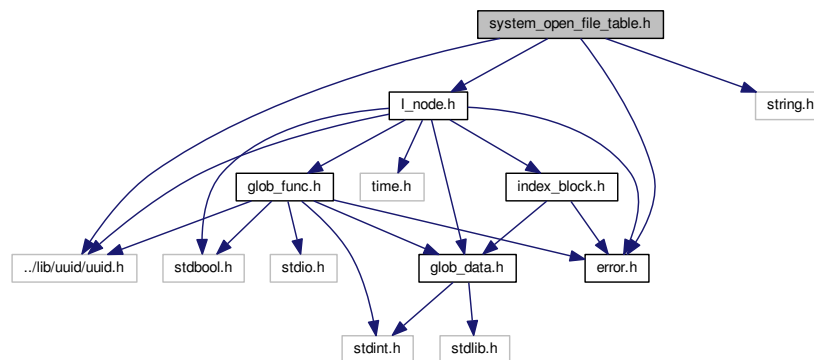 system_open_file_table.h
I_node.h
string.h
glob_func.h
time.h
index_block.h
../lib/uuid/uuid.h
stdbool.h
stdio.h
glob_data.h
error.h
stdint.h
stdlib.h